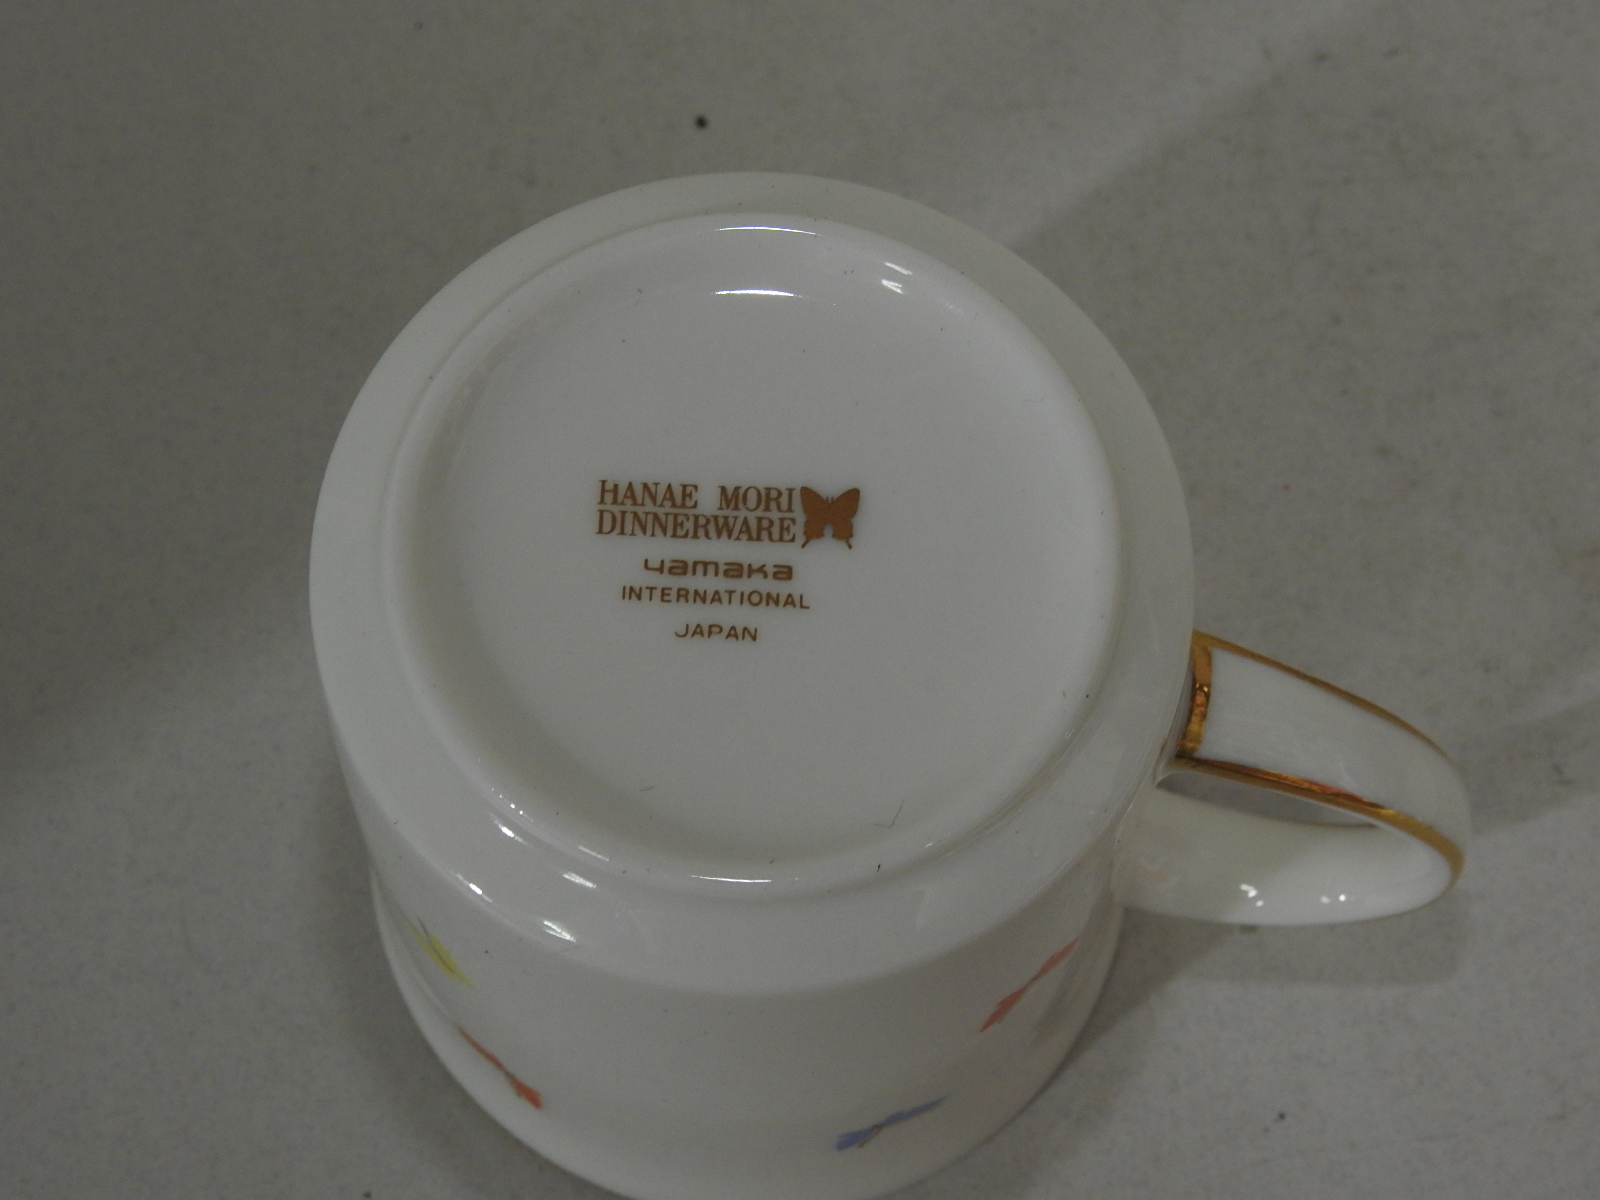 HANAE MORI
DINNERWARE
yamaka
INTERNATIONAL
JAPAN